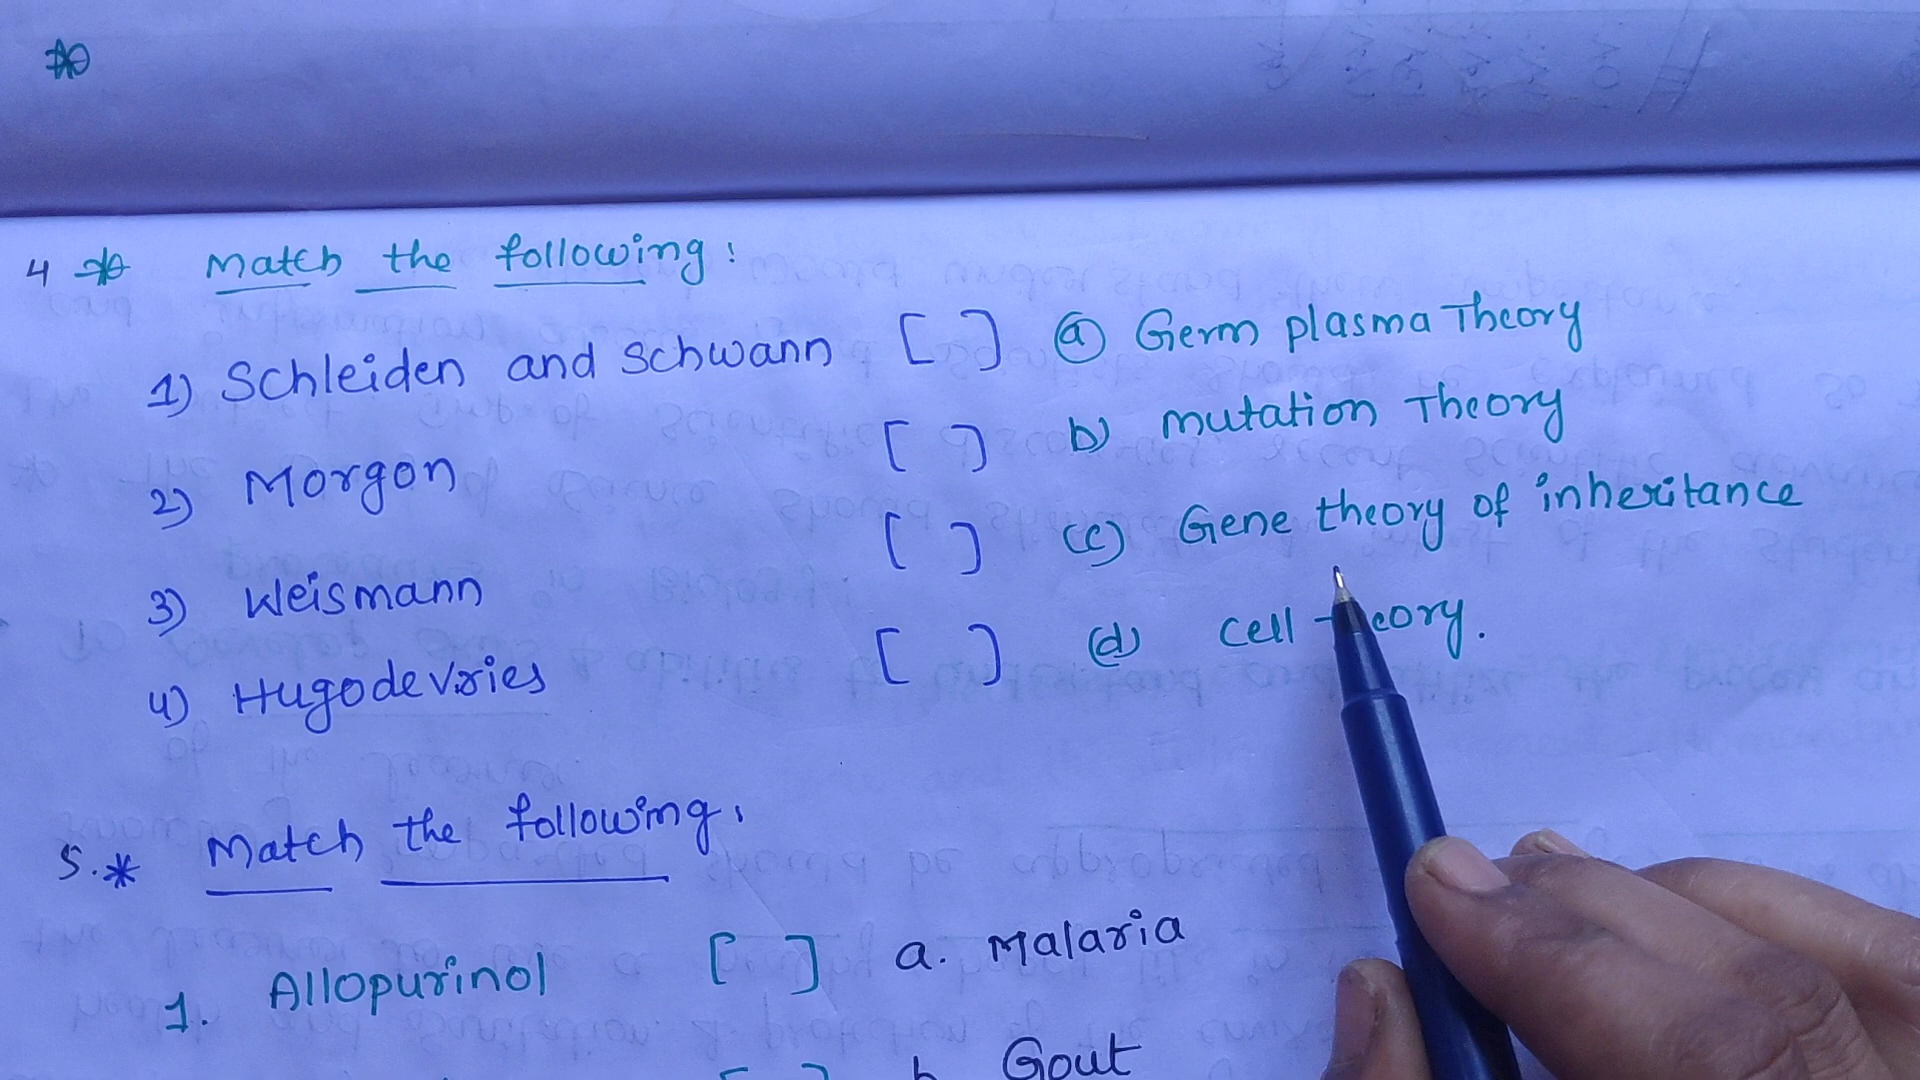 4 * Match the following:
1) Schleiden and Schwann [ ] (a) Germ plasma Theory
2) Morgon [ ] b) mutation Theory
3) Weismann [ ] (c) Gene theory of inheritance
4) Hugodevries [ ] (d) cell theory.
5.* Match the following:
1. Allopurinol [ ] a. Malaria
[ ] b. Gout